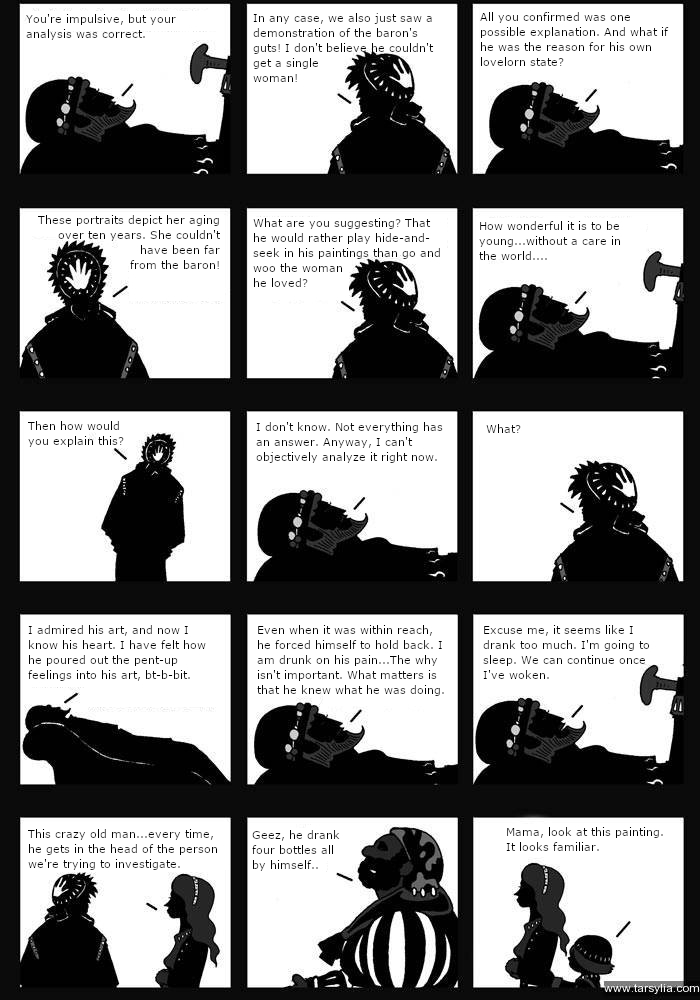 You're impulsive, but your
analysis was correct.
In any case, we also just saw a
demonstration of the baron's
guts! I don't believe he couldn't
get a single
woman!
All you confirmed was one
possible explanation. And what if
he was the reason for his own
lovelorn state?
These portraits depict her aging
over ten years. She couldn't
have been far
from the baron!
What are you suggesting? That
he would rather play hide-and-
seek in his paintings than go and
woo the woman
he loved?
How wonderful it is to be
young...without a care in
the world....
Then how would
you explain this?
I don't know. Not everything has
an answer. Anyway, I can't
objectively analyze it right now.
What?
I admired his art, and now I
know his heart. I have felt how
he poured out the pent-up
feelings into his art, bt-b-bit.
Even when it was within reach,
he forced himself to hold back. I
am drunk on his pain...The why
isn't important. What matters is
that he knew what he was doing.
Excuse me, it seems like I
drank too much. I'm going to
sleep. We can continue once
I've woken.
This crazy old man...every time,
he gets in the head of the person
we're trying to investigate.
Geez, he drank
four bottles all
by himself..
Mama, look at this painting.
It looks familiar.
www.tarsylia.com